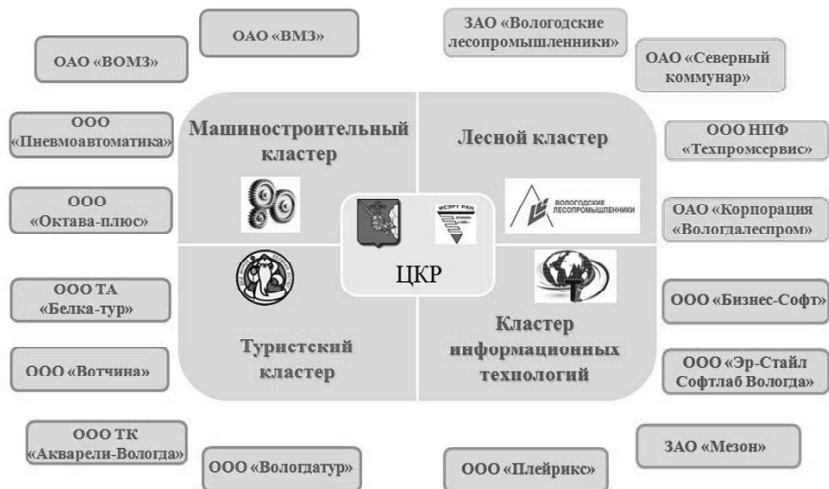 ОАО «ВМЗ»
ЗАО «Вологодские
лесопромышленники»
ОАО «ВОМЗ»
ОАО «Северный
коммунар»
ООО
«Пневмоавтоматика»
Машиностроительный
кластер
Лесной кластер
ООО НПФ
«Техпромсервис»
ООО
«Октава-плюс»
ИСЭРТ РАН
ВОЛОГОДСКИЕ
ЛЕСОПРОМЫШЛЕННИКИ
ОАО «Корпорация
«Вологдалеспром»
ЦКР
ООО ТА
«Белка-тур»
ООО «Бизнес-Софт»
Туристский
кластер
Кластер
информационных
технологий
ООО «Вотчина»
ООО «Эр-Стайл
Софтлаб Вологда»
ООО ТК
«Акварели-Вологда»
ООО «Вологдатур»
ООО «Плейрикс»
ЗАО «Мезон»